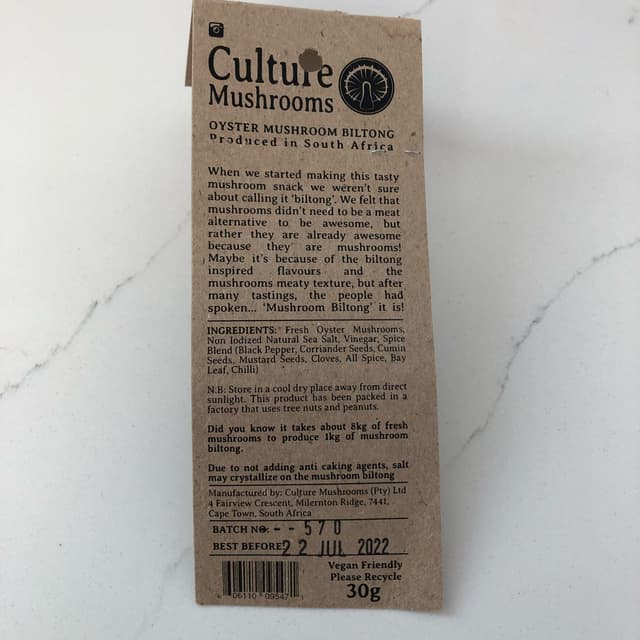 Culture
Mushrooms
OYSTER MUSHROOM BILTONG
Produced in South Africa
When we started making this tasty
mushroom snack we weren't sure
about calling it 'biltong'. We felt that
mushrooms didn't need to be a meat
alternative to be awesome, but
rather they are already awesome
because they are mushrooms!
Maybe it's because of the biltong
inspired flavours and the
mushrooms meaty texture, but after
many tastings, the people had
spoken... 'Mushroom Biltong' it is!
INGREDIENTS: Fresh Oyster Mushrooms,
Non Iodized Natural Sea Salt, Vinegar, Spice
Blend (Black Pepper, Corriander Seeds, Cumin
Seeds, Mustard Seeds, Cloves, All Spice, Bay
Leaf, Chilli)
N.B: Store in a cool dry place away from direct
sunlight. This product has been packed in a
factory that uses tree nuts and peanuts.
Did you know it takes about 8kg of fresh
mushrooms to produce 1kg of mushroom
biltong.
Due to not adding anti caking agents, salt
may crystallize on the mushroom biltong
Manufactured by: Culture Mushrooms (Pty) Ltd
4 Fairview Crescent, Milernton Ridge, 7441,
Cape Town, South Africa
BATCH NO: - - 5 7 0
BEST BEFORE 2 2 JUL 2022
Vegan Friendly
Please Recycle
30g
06110 09547